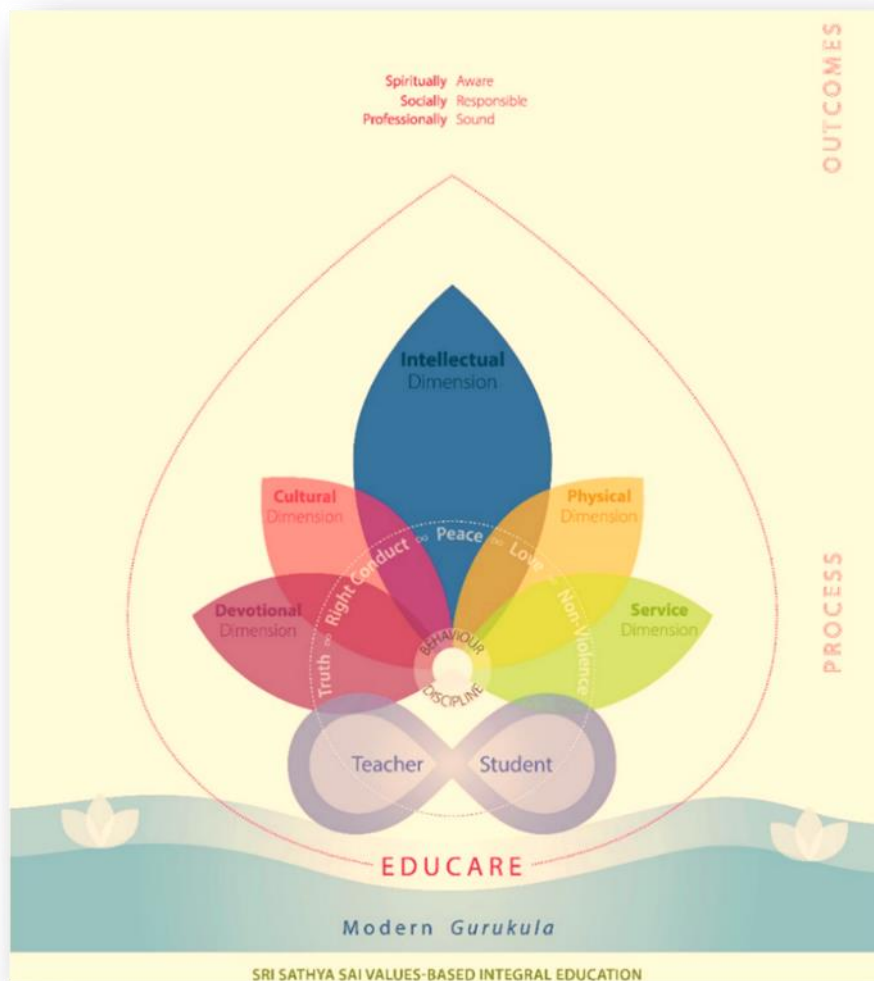 OUTCOMES
Spiritually Aware
Socially Responsible
Professionally Sound
Intellectual
Dimension
Cultural
Dimension
Physical
Dimension
Devotional
Dimension
Service
Dimension
Truth ∞ Right Conduct ∞ Peace ∞ Love ∞ Non-Violence
BEHAVIOUR
DISCIPLINE
PROCESS
Teacher
Student
EDUCARE
Modern Gurukula
SRI SATHYA SAI VALUES-BASED INTEGRAL EDUCATION